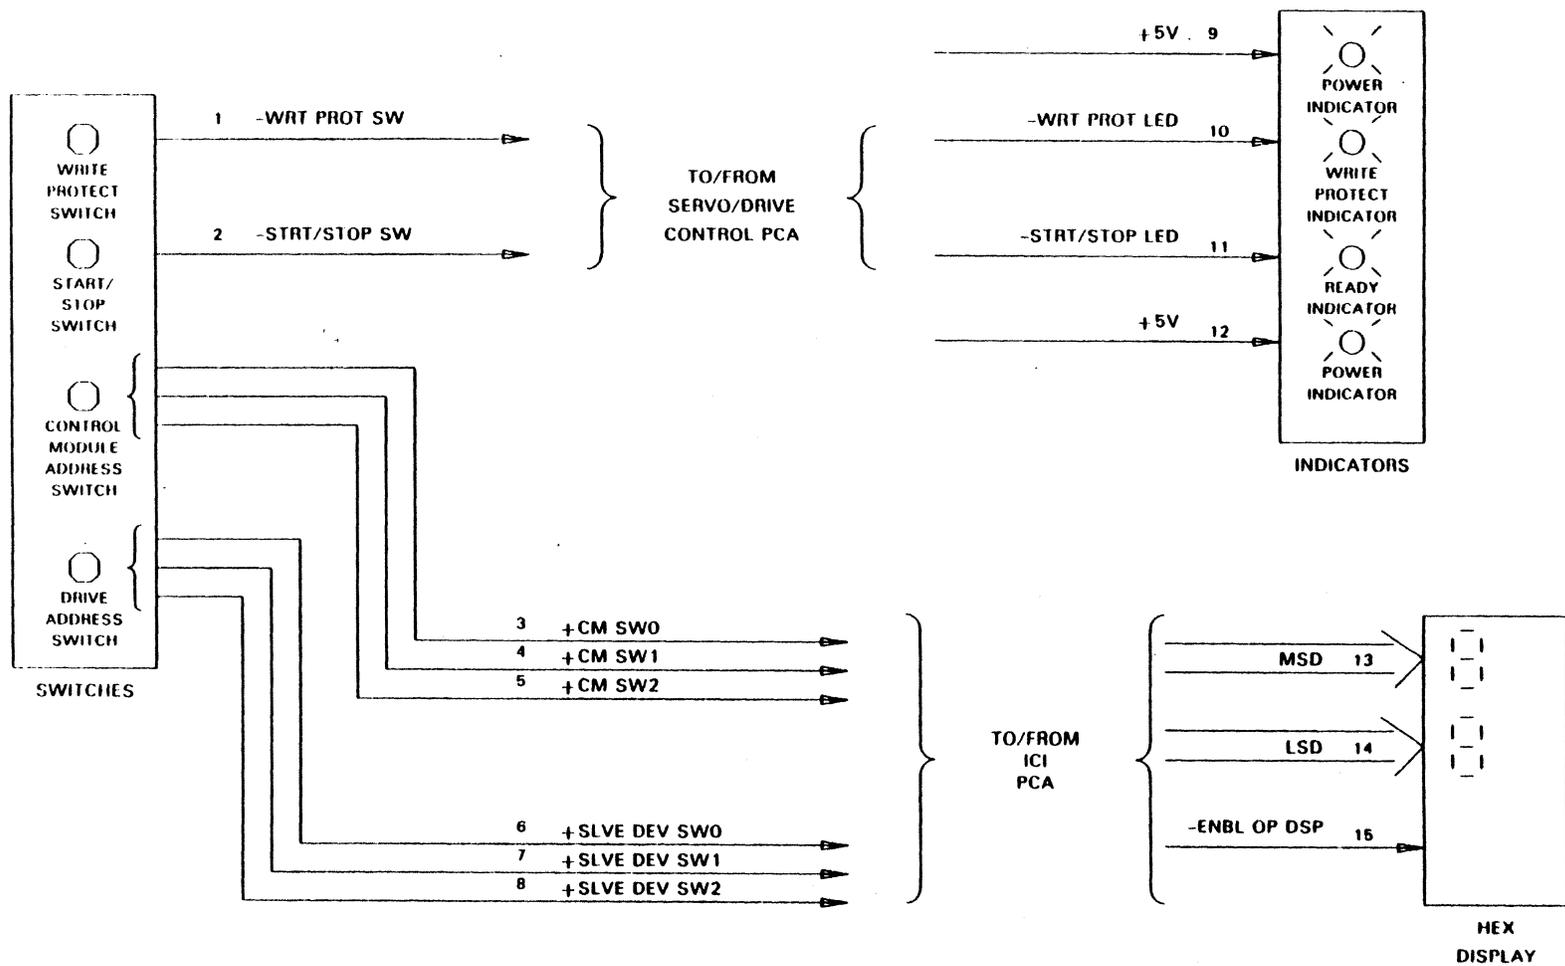 WRITE
PROTECT
SWITCH
START/
STOP
SWITCH
CONTROL
MODULE
ADDRESS
SWITCH
DRIVE
ADDRESS
SWITCH
SWITCHES
1 -WRT PROT SW
2 -STRT/STOP SW
TO/FROM
SERVO/DRIVE
CONTROL PCA
+5V 9
-WRT PROT LED 10
-STRT/STOP LED 11
+5V 12
POWER
INDICATOR
WRITE
PROTECT
INDICATOR
READY
INDICATOR
POWER
INDICATOR
INDICATORS
3 +CM SW0
4 +CM SW1
5 +CM SW2
6 +SLVE DEV SW0
7 +SLVE DEV SW1
8 +SLVE DEV SW2
TO/FROM
ICI
PCA
MSD 13
LSD 14
-ENBL OP DSP 15
HEX
DISPLAY